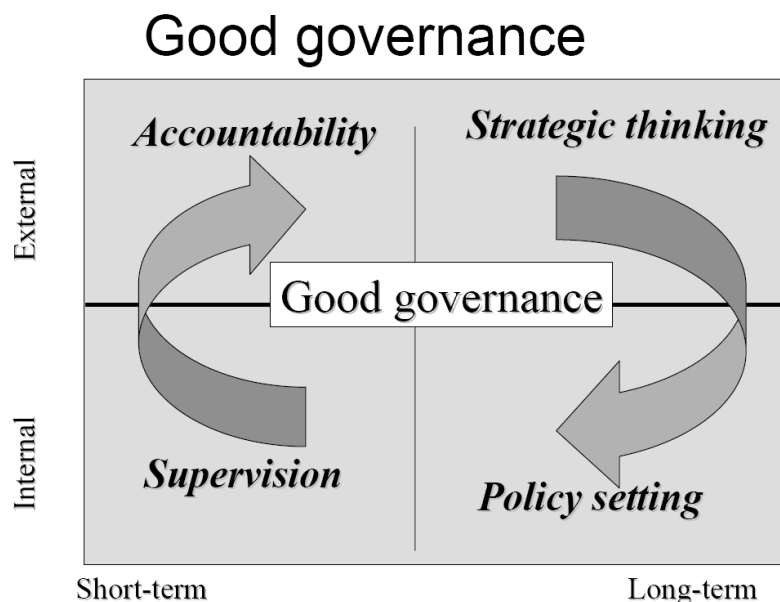 Good governance
Accountability
Strategic thinking
External
Good governance
Internal
Supervision
Policy setting
Short-term
Long-term